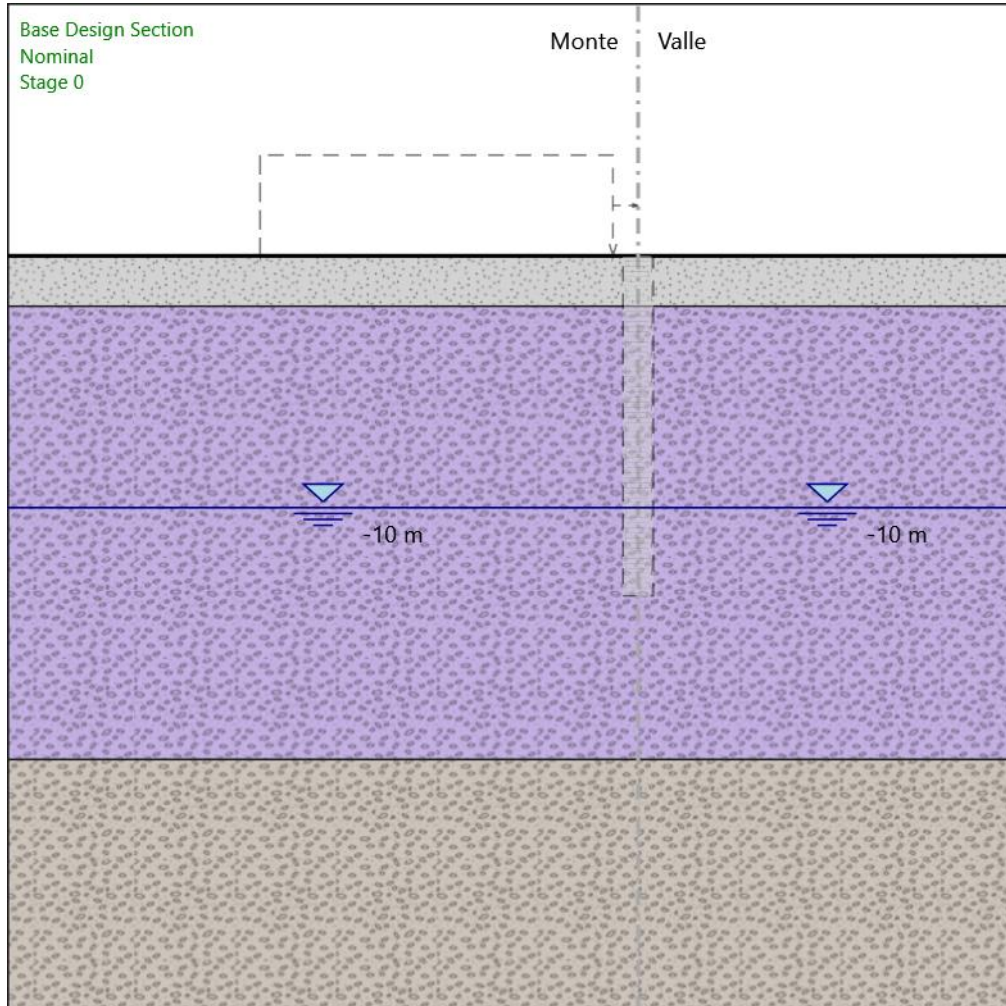 Base Design Section
Nominal
Stage 0
Monte Valle
-10 m -10 m